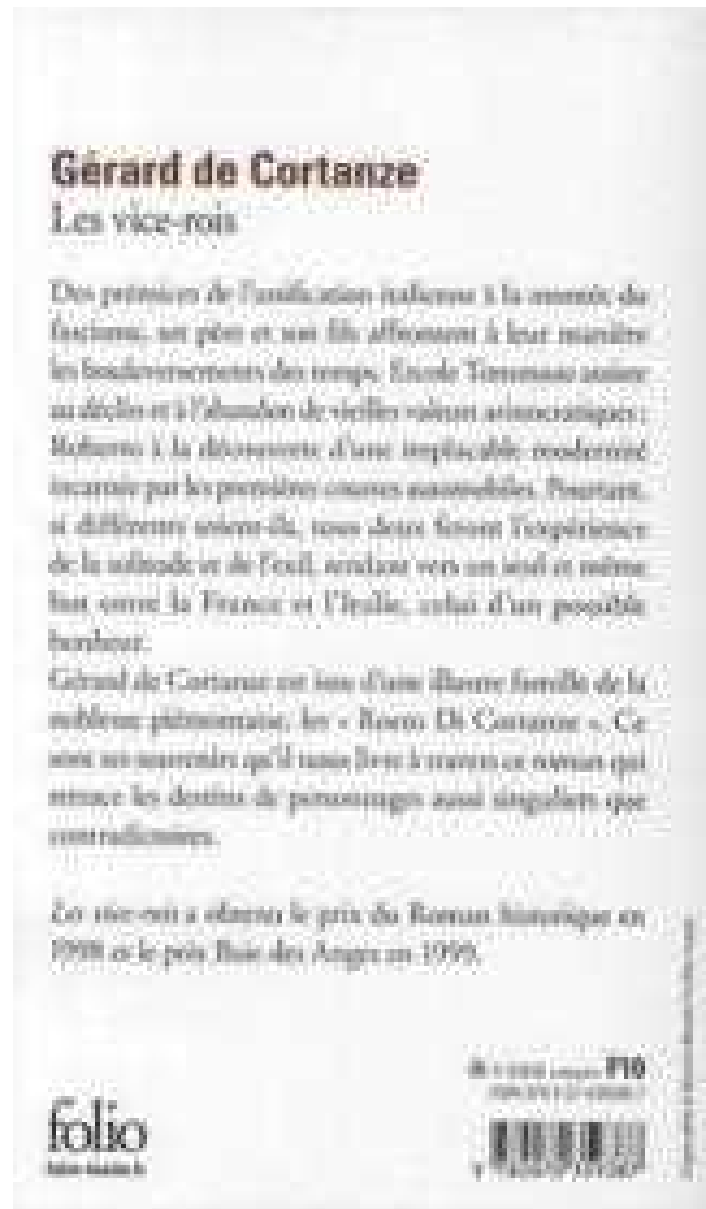 Gérard de Cortanze
Les vice-rois
Des prémices de l'unification italienne à la montée du
fascisme, un père et son fils affrontent à leur manière
les bouleversements des temps. Ercole Tommaso assiste
au déclin et à l'abandon de vieilles valeurs aristocratiques ;
Roberto à la découverte d'une implacable modernité
incarnée par les premières courses automobiles. Pourtant,
si différents soient-ils, tous deux feront l'expérience
de la solitude et de l'exil, tendant vers un seul et même
but entre la France et l'Italie, celui d'un possible
bonheur.
Gérard de Cortanze est issu d'une illustre famille de la
noblesse piémontaise, les « Roero Di Cortanze ». Ce
sont ses souvenirs qu'il nous livre à travers ce roman qui
retrace les destins de personnages aussi singuliers que
contradictoires.
Les vice-rois a obtenu le prix du Roman historique en
1998 et le prix Baie des Anges en 1999.
F10
folio